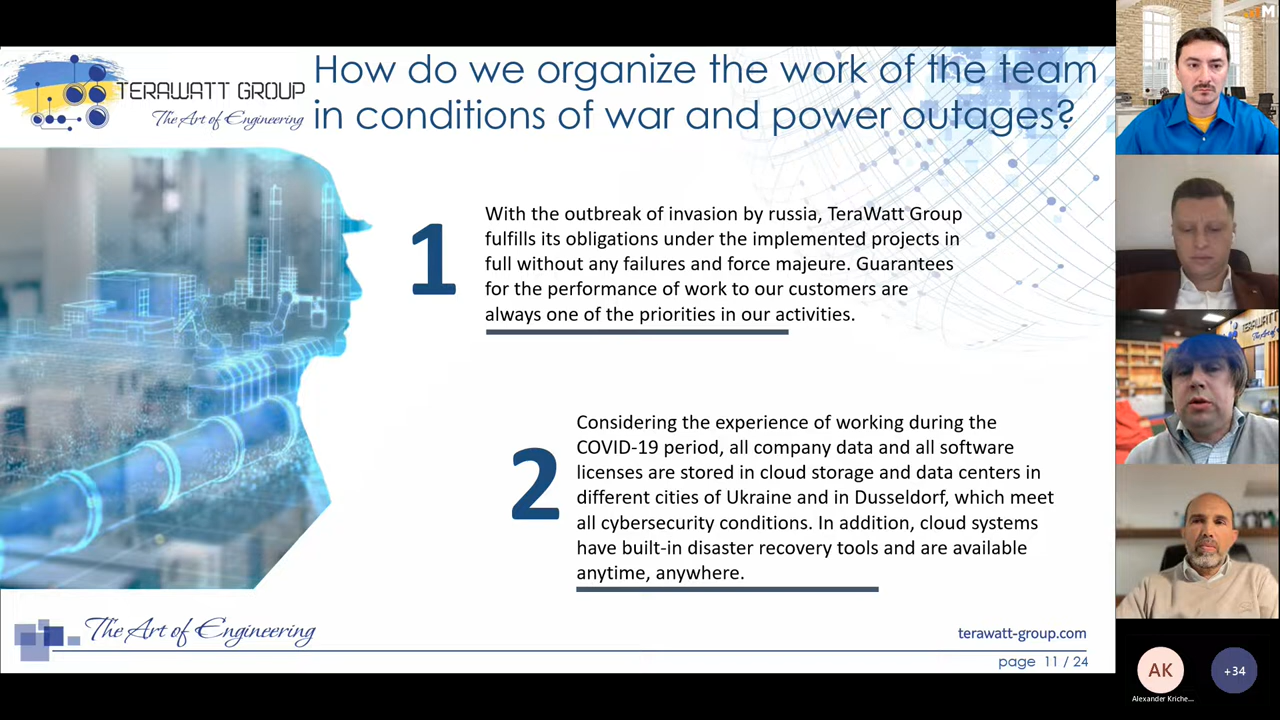 TERAWATT GROUP
The Art of Engineering
How do we organize the work of the team
in conditions of war and power outages?
1
With the outbreak of invasion by russia, TeraWatt Group
fulfills its obligations under the implemented projects in
full without any failures and force majeure. Guarantees
for the performance of work to our customers are
always one of the priorities in our activities.
2
Considering the experience of working during the
COVID-19 period, all company data and all software
licenses are stored in cloud storage and data centers in
different cities of Ukraine and in Dusseldorf, which meet
all cybersecurity conditions. In addition, cloud systems
have built-in disaster recovery tools and are available
anytime, anywhere.
The Art of Engineering
terawatt-group.com
page 11 / 24
TERAWATT
AK
+34
Alexander Kriche...